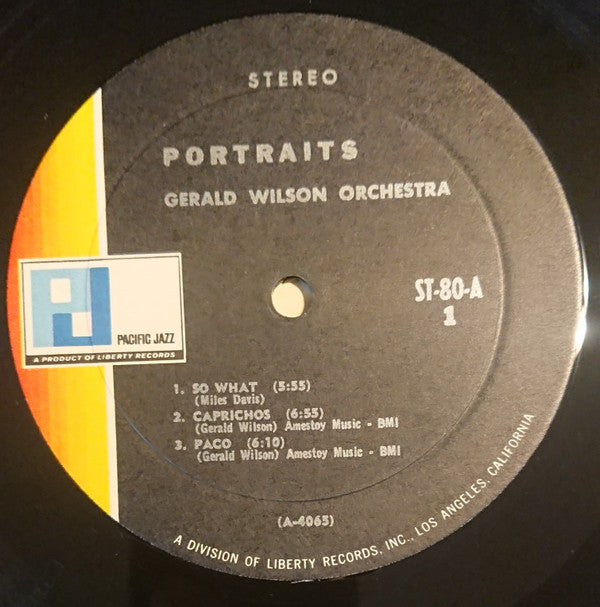 STEREO
PORTRAITS
GERALD WILSON ORCHESTRA
PJ
PACIFIC JAZZ
A PRODUCT OF LIBERTY RECORDS
ST-80-A
1
1. SO WHAT (5:55)
(Miles Davis)
2. CAPRICHOS (6:55)
(Gerald Wilson) Amestoy Music - BMI
3. PACO (6:10)
(Gerald Wilson) Amestoy Music - BMI
(A-4065)
A DIVISION OF LIBERTY RECORDS, INC., LOS ANGELES, CALIFORNIA